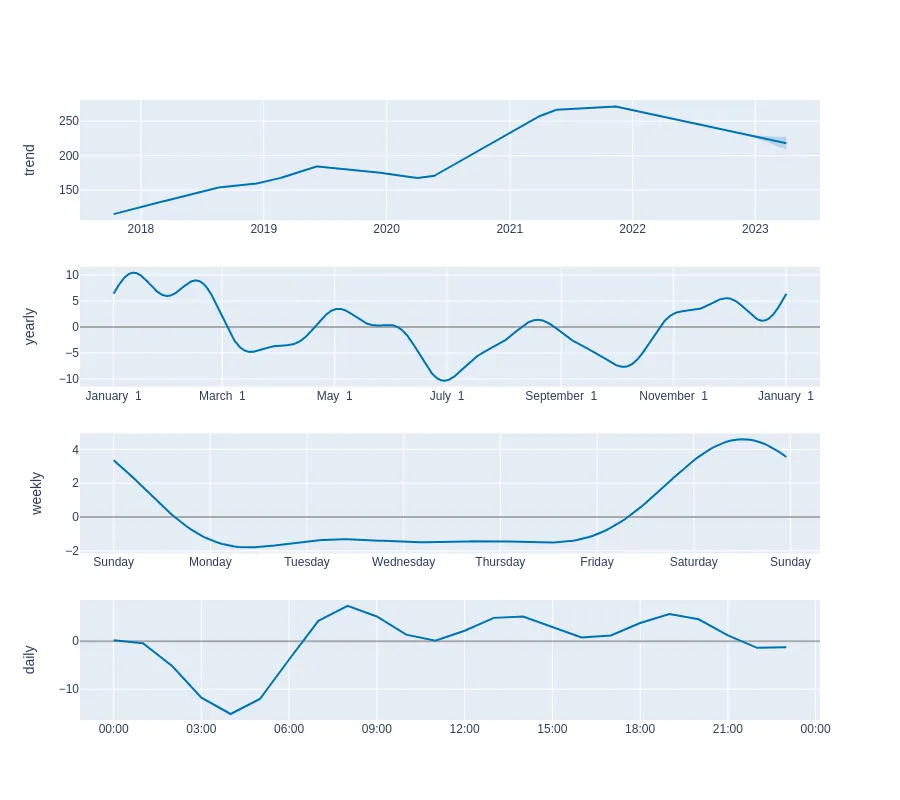 trend
250
200
150
2018 2019 2020 2021 2022 2023
yearly
10
5
0
−5
−10
January 1 March 1 May 1 July 1 September 1 November 1 January 1
weekly
4
2
0
−2
Sunday Monday Tuesday Wednesday Thursday Friday Saturday Sunday
daily
0
−10
00:00 03:00 06:00 09:00 12:00 15:00 18:00 21:00 00:00